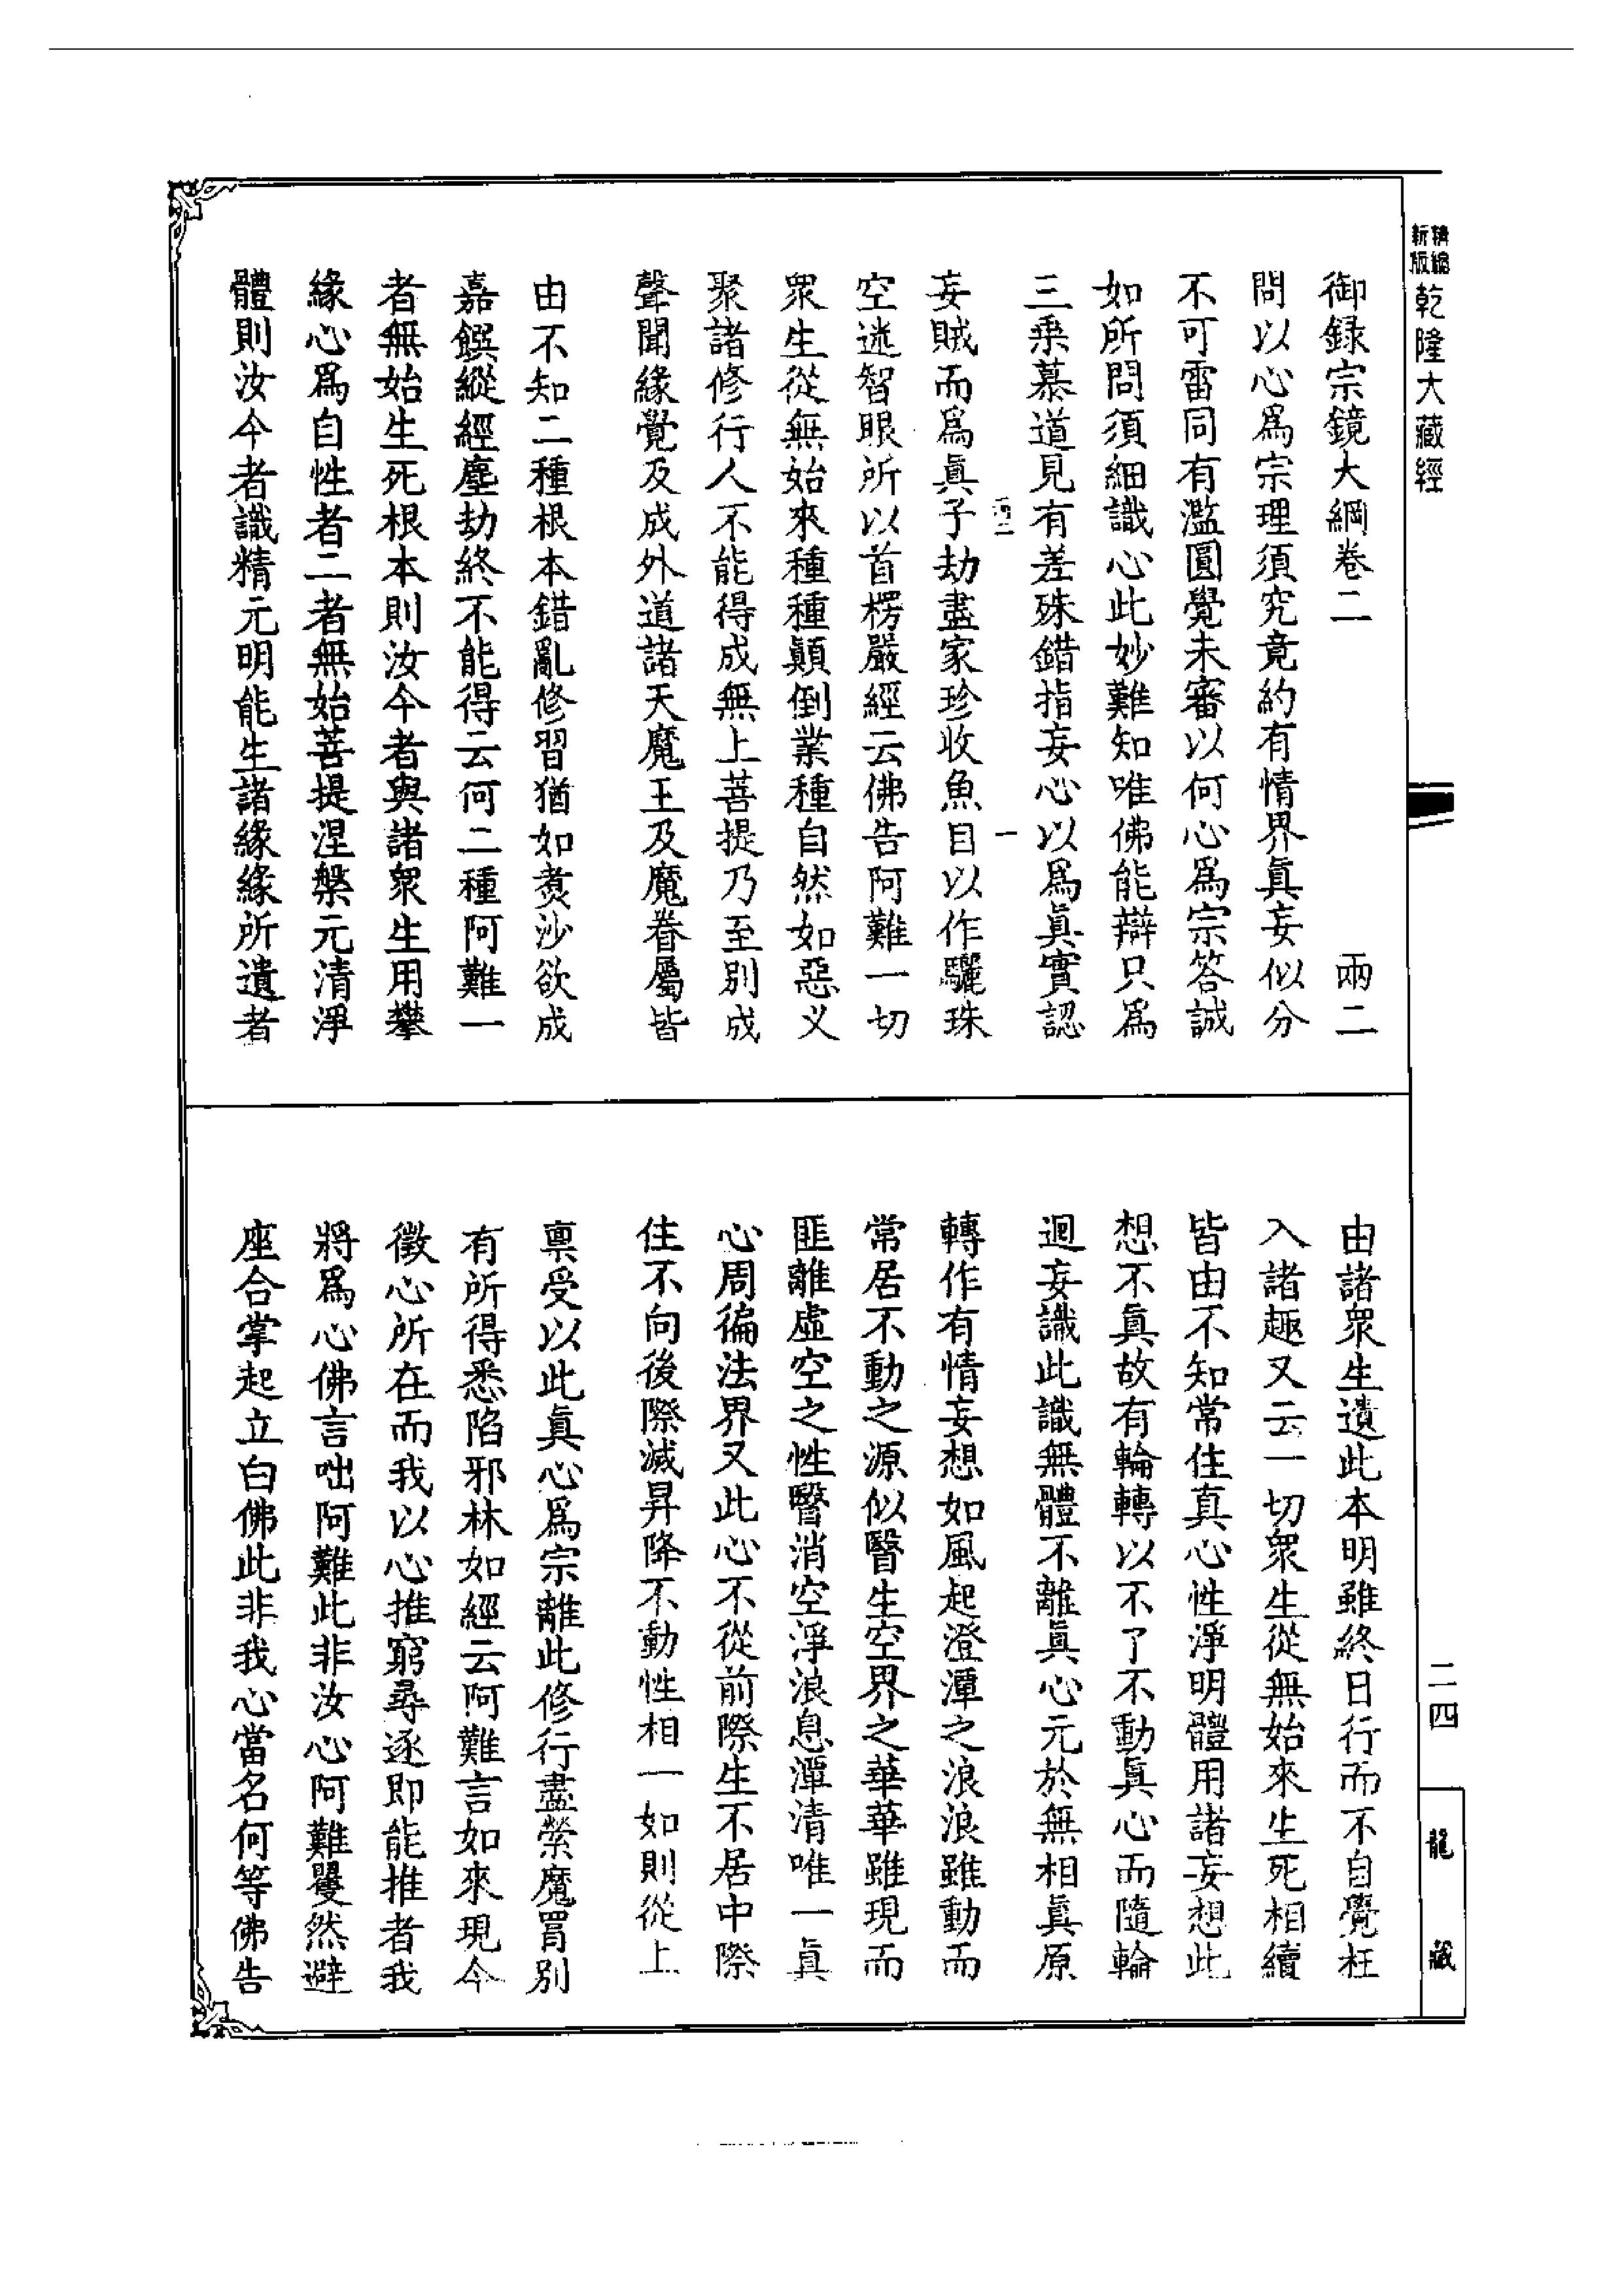 精縮
新版
乾隆大藏經
御録宗鏡大綱卷二 兩二
問以心爲宗理須究竟約有情界眞妄似分
不可雷同有濫圓覺未審以何心爲宗答誠
如所問須細識心此妙難知唯佛能辯只爲
三乘慕道見有差殊錯指妄心以爲眞實認
兩二 一
妄賊而爲眞子劫盡家珍收魚目以作驪珠
空迷智眼所以首楞嚴經云佛告阿難一切
衆生從無始來種種顚倒業種自然如惡叉
聚諸修行人不能得成無上菩提乃至別成
聲聞緣覺及成外道諸天魔王及魔眷屬皆
由不知二種根本錯亂修習猶如煑沙欲成
嘉饌縱經塵劫終不能得云何二種阿難一
者無始生死根本則汝今者與諸衆生用攀
緣心爲自性者二者無始菩提涅槃元清淨
體則汝今者識精元明能生諸緣緣所遺者
由諸衆生遺此本明雖終日行而不自覺枉
入諸趣又云一切衆生從無始來生死相續
皆由不知常住真心性淨明體用諸妄想此
想不眞故有輪轉以不了不動眞心而隨輪
迴妄識此識無體不離眞心元於無相眞原
轉作有情妄想如風起澄潭之浪浪雖動而
常居不動之源似瞖生空界之華華雖現而
匪離虛空之性瞖消空淨浪息潭清唯一眞
心周徧法界又此心不從前際生不居中際
住不向後際滅昇降不動性相一如則從上
禀受以此眞心爲宗離此修行盡縈魔罥別
有所得悉陷邪林如經云阿難言如來現今
徵心所在而我以心推窮尋逐即能推者我
將爲心佛言咄阿難此非汝心阿難矍然避
座合掌起立白佛此非我心當名何等佛告
二四
龍藏